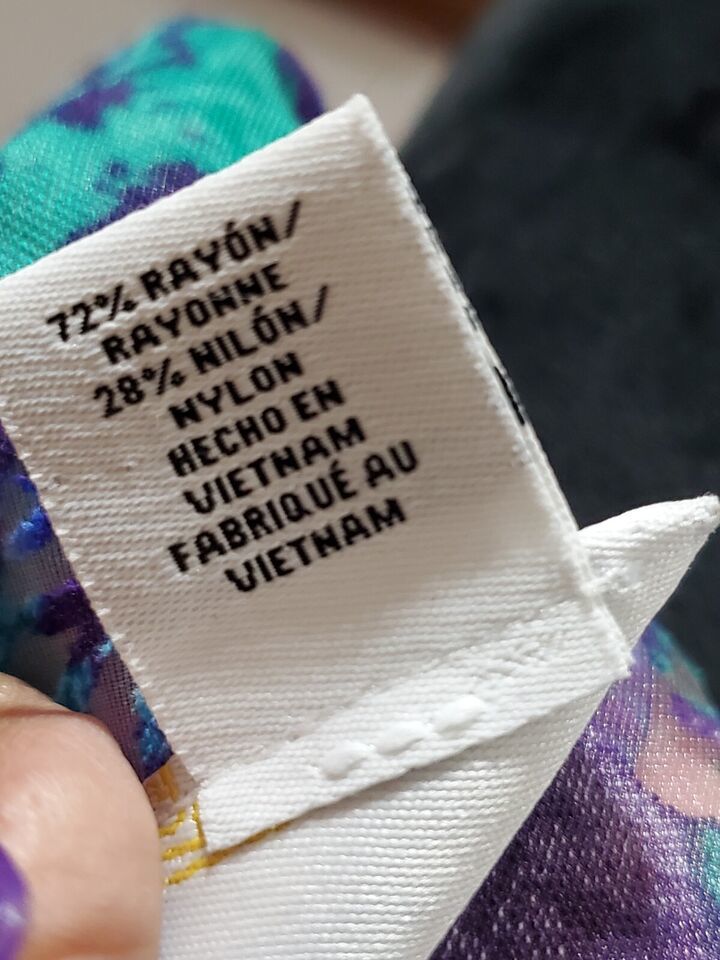 72% RAYÓN/
RAYONNE
28% NILÓN/
NYLON
HECHO EN
VIETNAM
FABRIQUÉ AU
VIETNAM